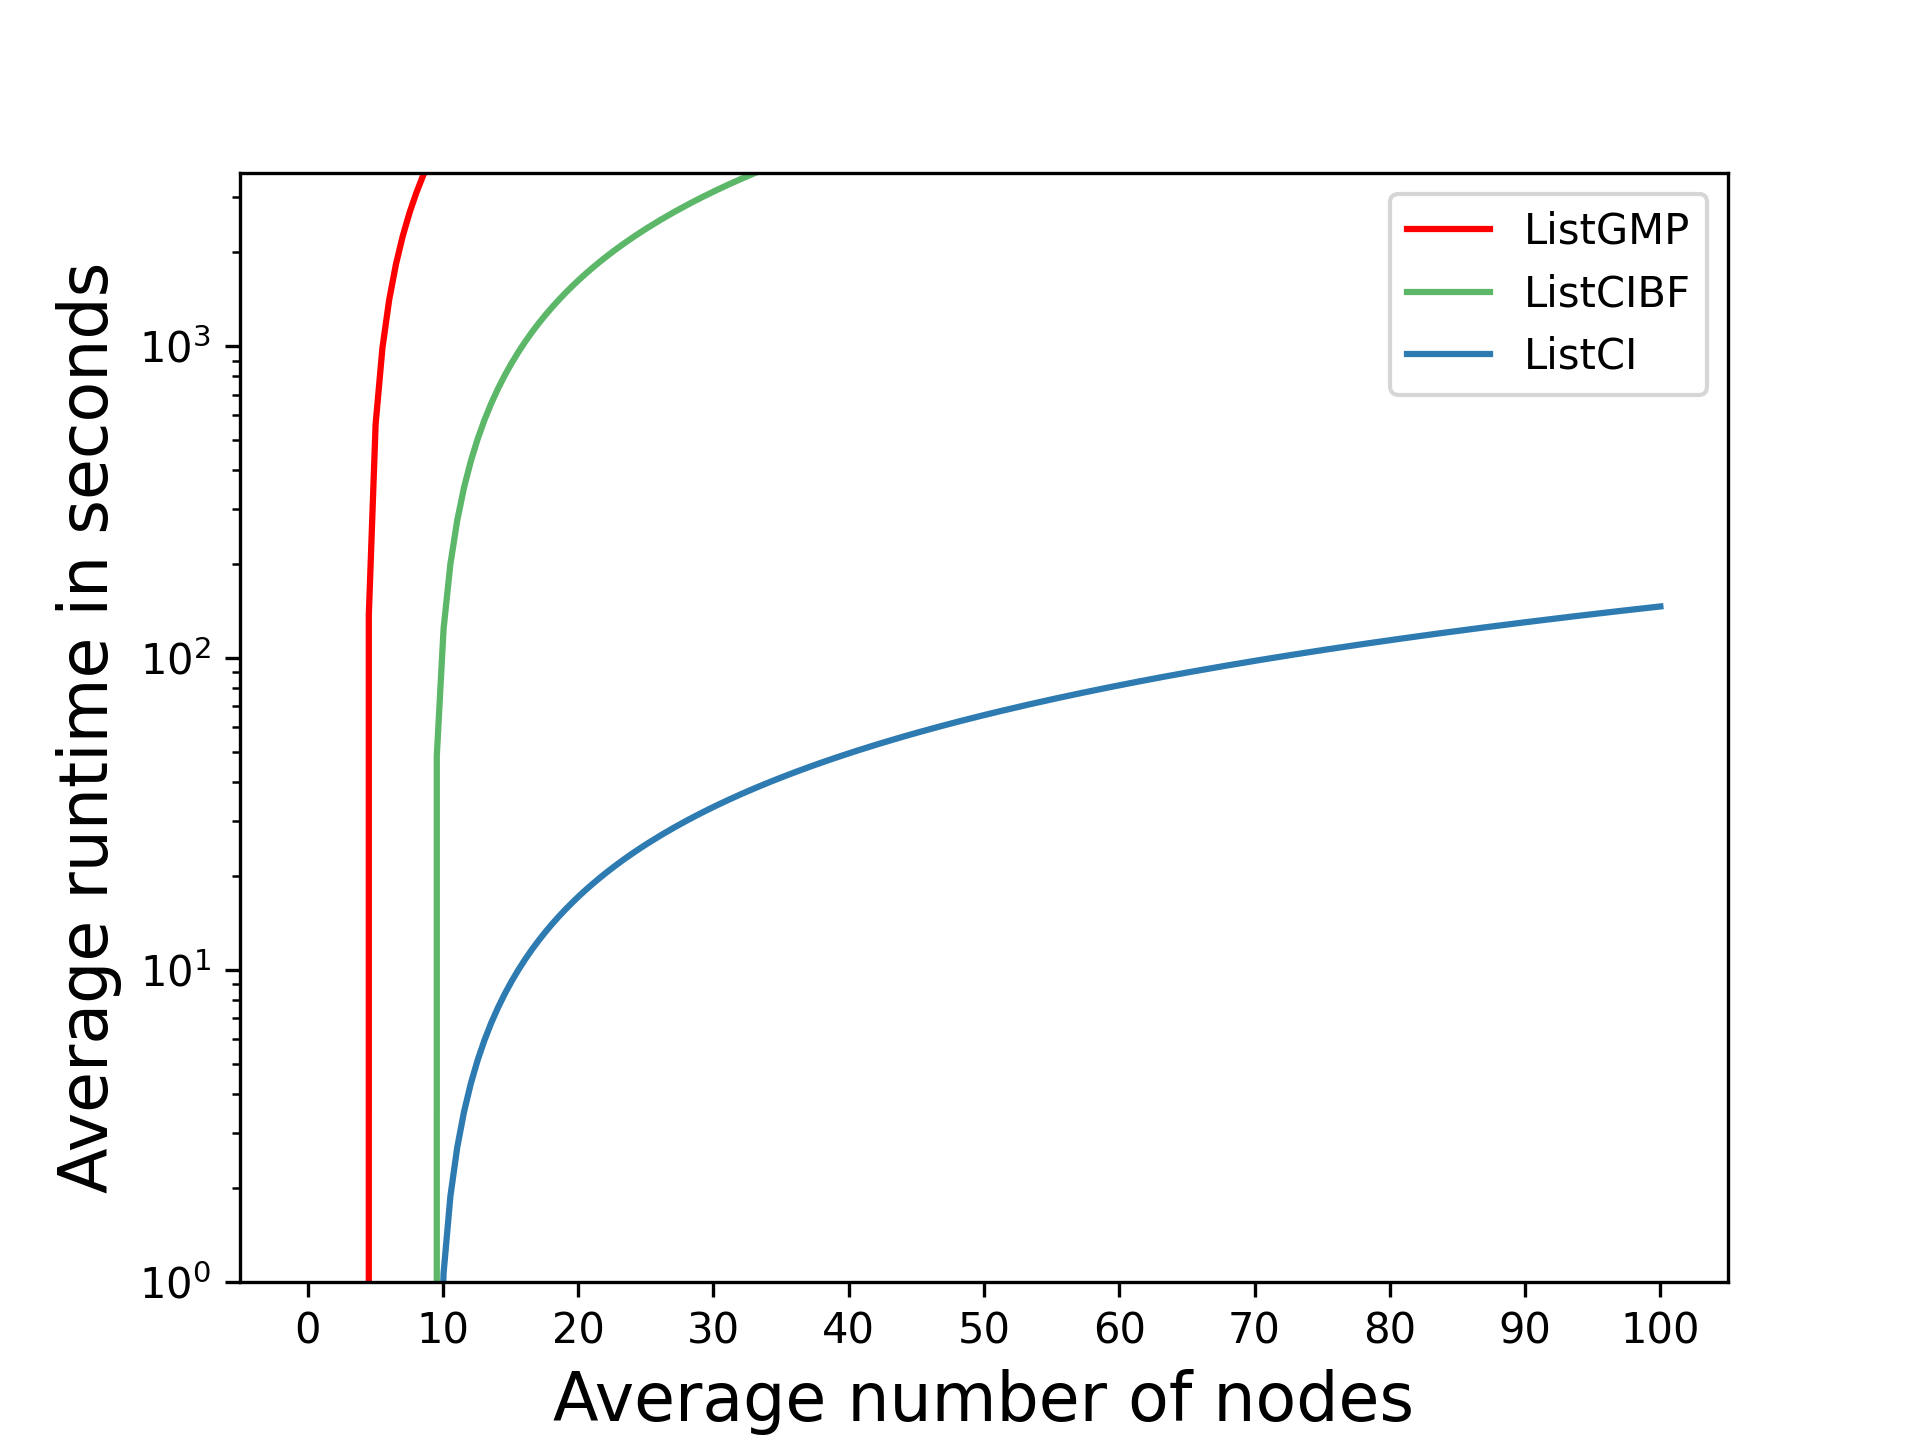 ListGMP
ListCIBF
ListCI
Average runtime in seconds
10³
10²
10¹
10⁰
0 10 20 30 40 50 60 70 80 90 100
Average number of nodes